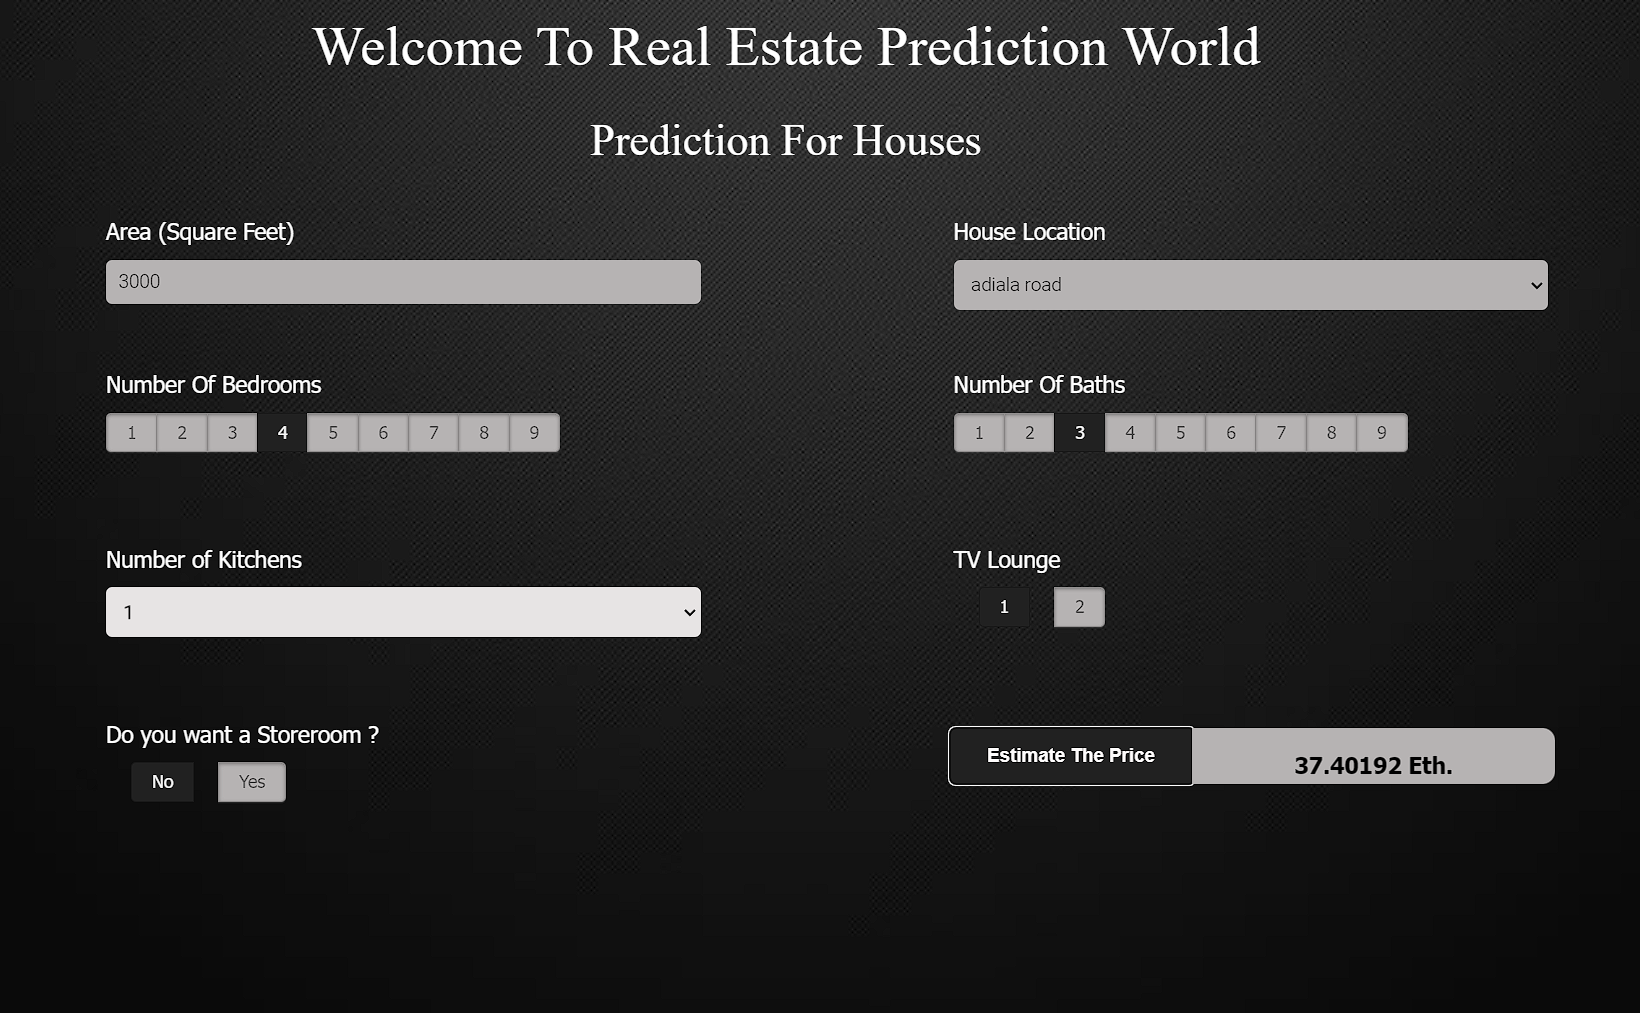 Welcome To Real Estate Prediction World
Prediction For Houses
Area (Square Feet)
3000
House Location
adiala road
Number Of Bedrooms
1 2 3 4 5 6 7 8 9
Number Of Baths
1 2 3 4 5 6 7 8 9
Number of Kitchens
1
TV Lounge
1 2
Do you want a Storeroom ?
No Yes
Estimate The Price
37.40192 Eth.